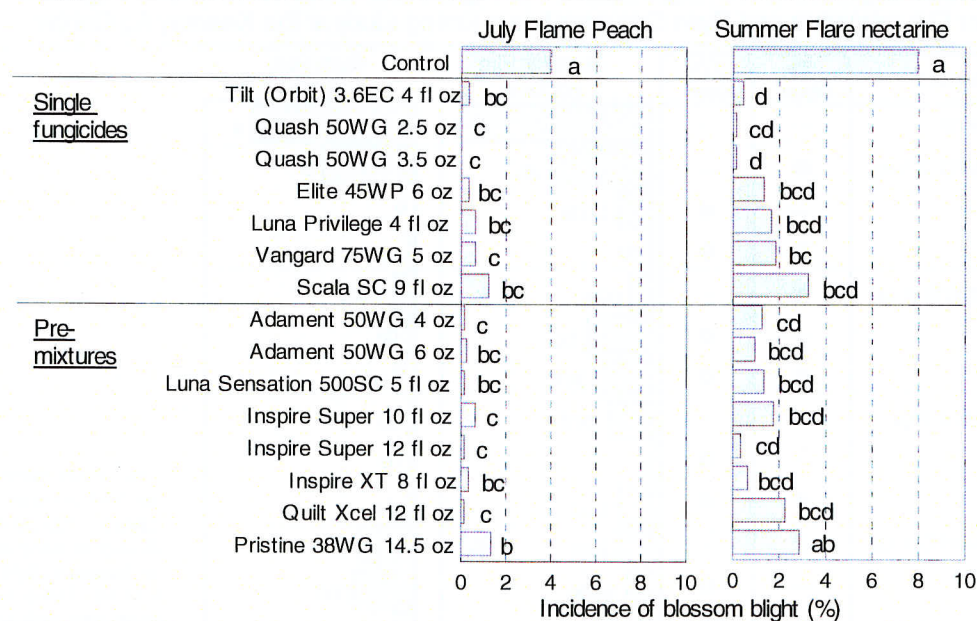 July Flame Peach Summer Flare nectarine
Control a a
Single fungicides
Tilt (Orbit) 3.6EC 4 fl oz bc d
Quash 50WG 2.5 oz c cd
Quash 50WG 3.5 oz c d
Elite 45WP 6 oz bc bcd
Luna Privilege 4 fl oz bc bcd
Vangard 75WG 5 oz c bc
Scala SC 9 fl oz bc bcd
Pre-
mixtures
Adament 50WG 4 oz c cd
Adament 50WG 6 oz bc bcd
Luna Sensation 500SC 5 fl oz bc bcd
Inspire Super 10 fl oz c bcd
Inspire Super 12 fl oz c cd
Inspire XT 8 fl oz bc bcd
Quilt Xcel 12 fl oz c bcd
Pristine 38WG 14.5 oz b ab
0 2 4 6 8 10 0 2 4 6 8 10
Incidence of blossom blight (%)